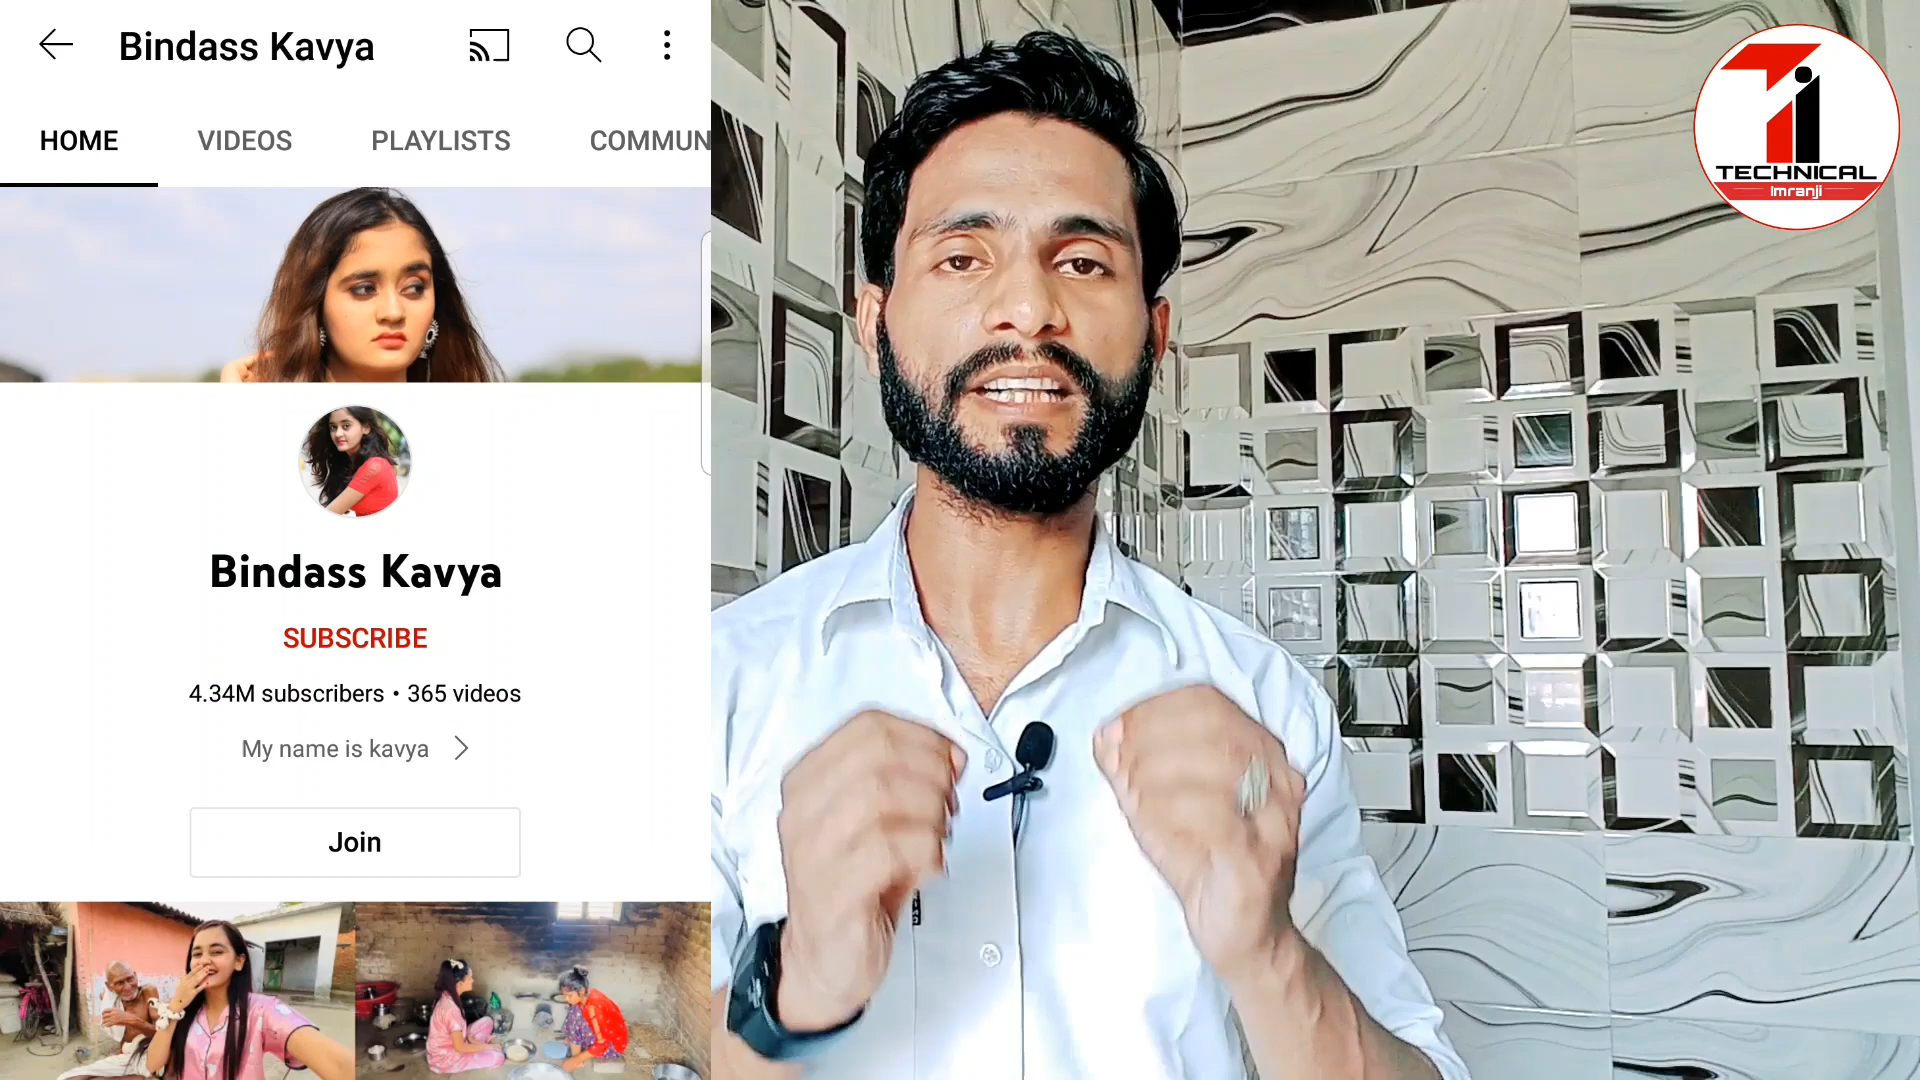 Bindass Kavya
HOME VIDEOS PLAYLISTS COMMUN
Bindass Kavya
SUBSCRIBE
4.34M subscribers • 365 videos
My name is kavya
Join
TECHNICAL
Imranji